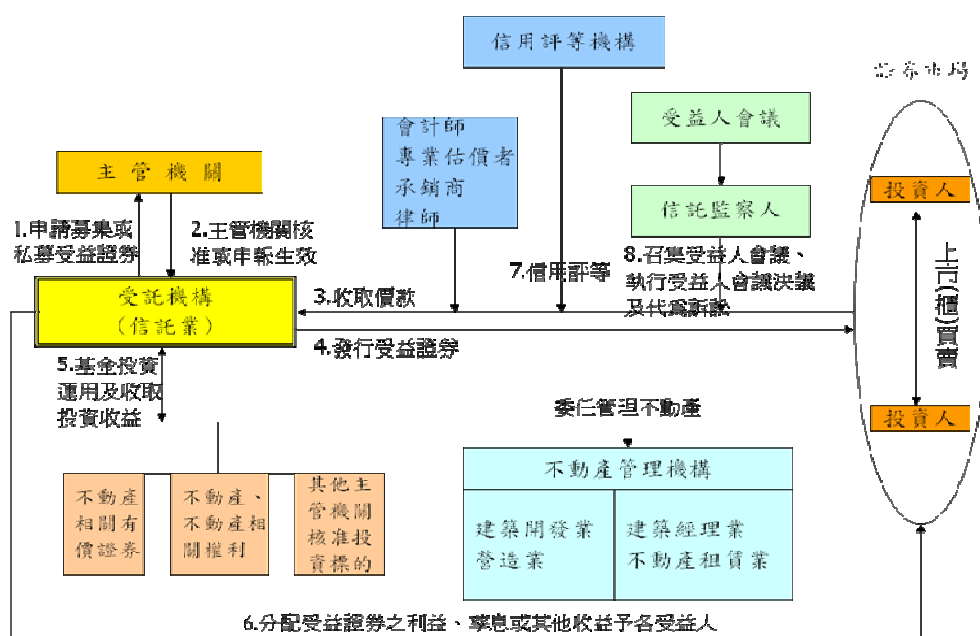 信用評等機構
證券市場
會計師
專業估價者
承銷商
律師
受益人會議
主管機關
投資人
信託監察人
1.申請募集或
私募受益證券
2.主管機關核
准或申報生效
7.信用評等
8.召集受益人會議、
執行受益人會議決議
及代為訴訟
上市(櫃)買賣
受託機構
(信託業)
3.收取價款
4.發行受益證券
5.基金投資
運用及收取
投資收益
委任管理不動產
投資人
不動產管理機構
不動產
相關有
價證券
不動產、
不動產相
關權利
其他主
管機關
核准投
資標的
建築開發業
營造業
建築經理業
不動產租賃業
6.分配受益證券之利益、孳息或其他收益予各受益人